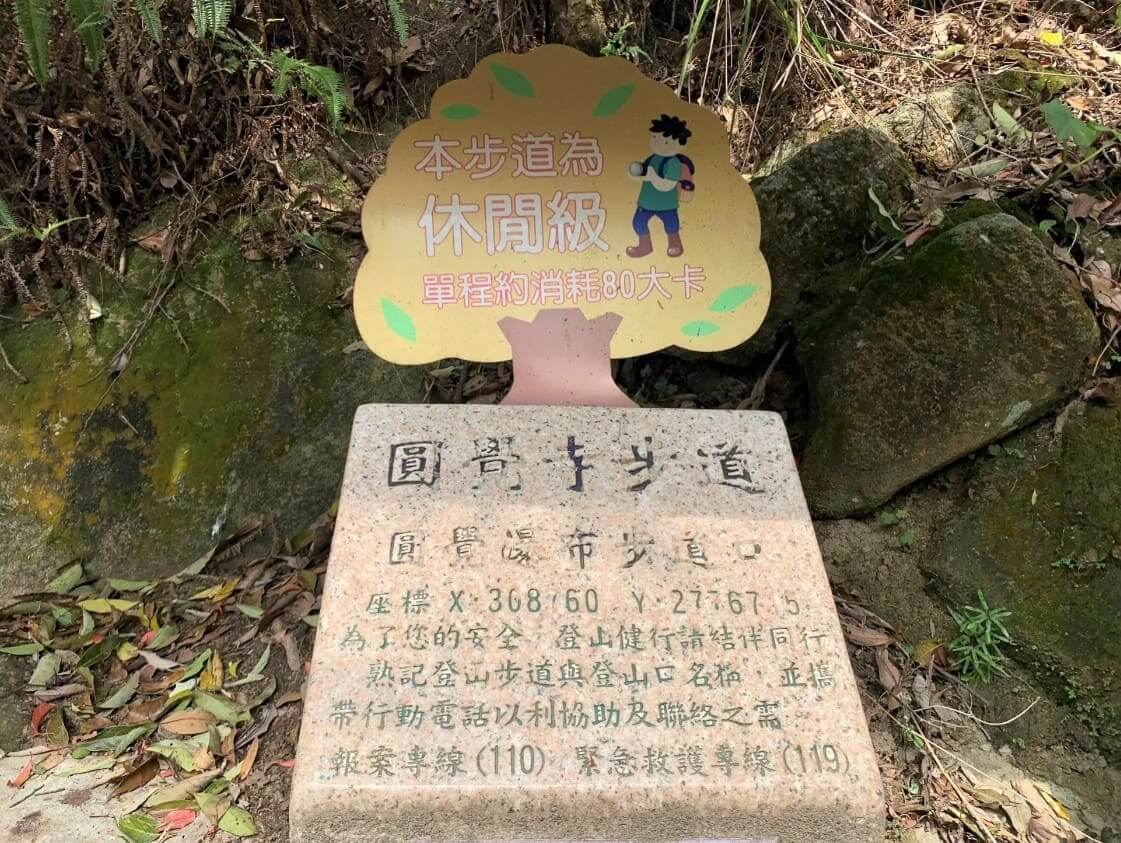 本步道為
休閒級
單程約消耗80大卡
圓覺寺步道
圓覺瀑布步道口
座標 X:308760 Y:27767 5
為了您的安全，登山健行請結伴同行
熟記登山步道與登山口名稱，並攜
帶行動電話以利協助及聯絡之需
報案專線(110) 緊急救護專線(119)